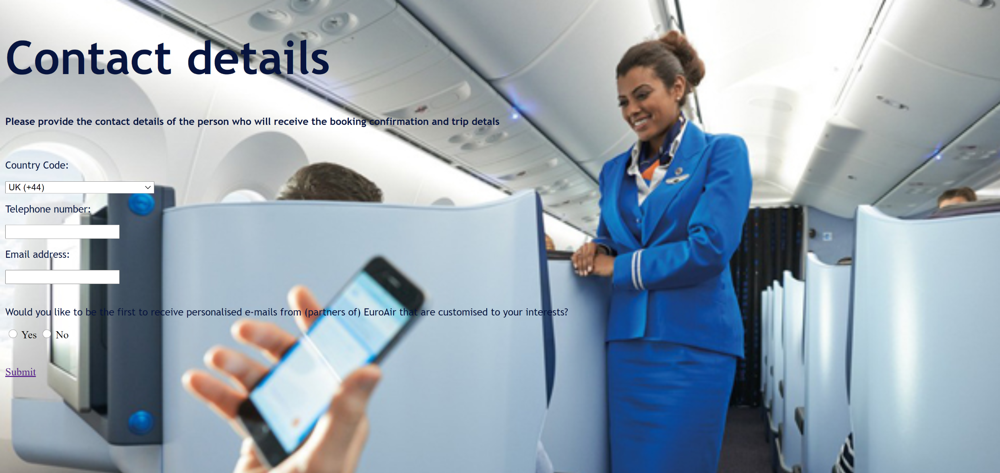 Contact details
Please provide the contact details of the person who will receive the booking confirmation and trip detals
Country Code:
UK (+44)
Telephone number:
Email address:
Would you like to be the first to receive personalised e-mails from (partners of) EuroAir that are customised to your interests?
Yes No
Submit